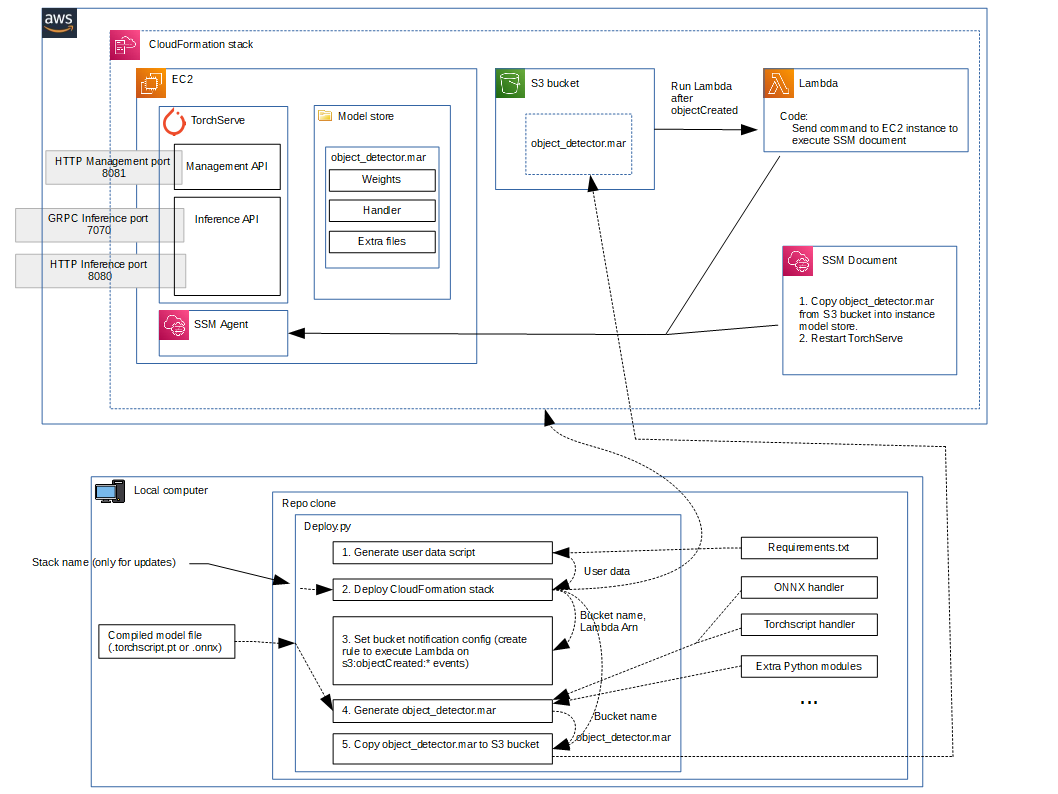 aws
CloudFormation stack
EC2
TorchServe
Management API
Inference API
HTTP Management port
8081
GRPC Inference port
7070
HTTP Inference port
8080
Model store
object_detector.mar
Weights
Handler
Extra files
SSM Agent
S3 bucket
object_detector.mar
Run Lambda
after
objectCreated
Lambda
Code:
Send command to EC2 instance to
execute SSM document
SSM Document
1. Copy object_detector.mar
from S3 bucket into instance
model store.
2. Restart TorchServe
Local computer
Repo clone
Deploy.py
1. Generate user data script
2. Deploy CloudFormation stack
3. Set bucket notification config (create
rule to execute Lambda on
s3:objectCreated:* events)
4. Generate object_detector.mar
5. Copy object_detector.mar to S3 bucket
Stack name (only for updates)
Compiled model file
(.torchscript.pt or .onnx)
User data
Bucket name,
Lambda Arn
Bucket name
object_detector.mar
Requirements.txt
ONNX handler
Torchscript handler
Extra Python modules
...